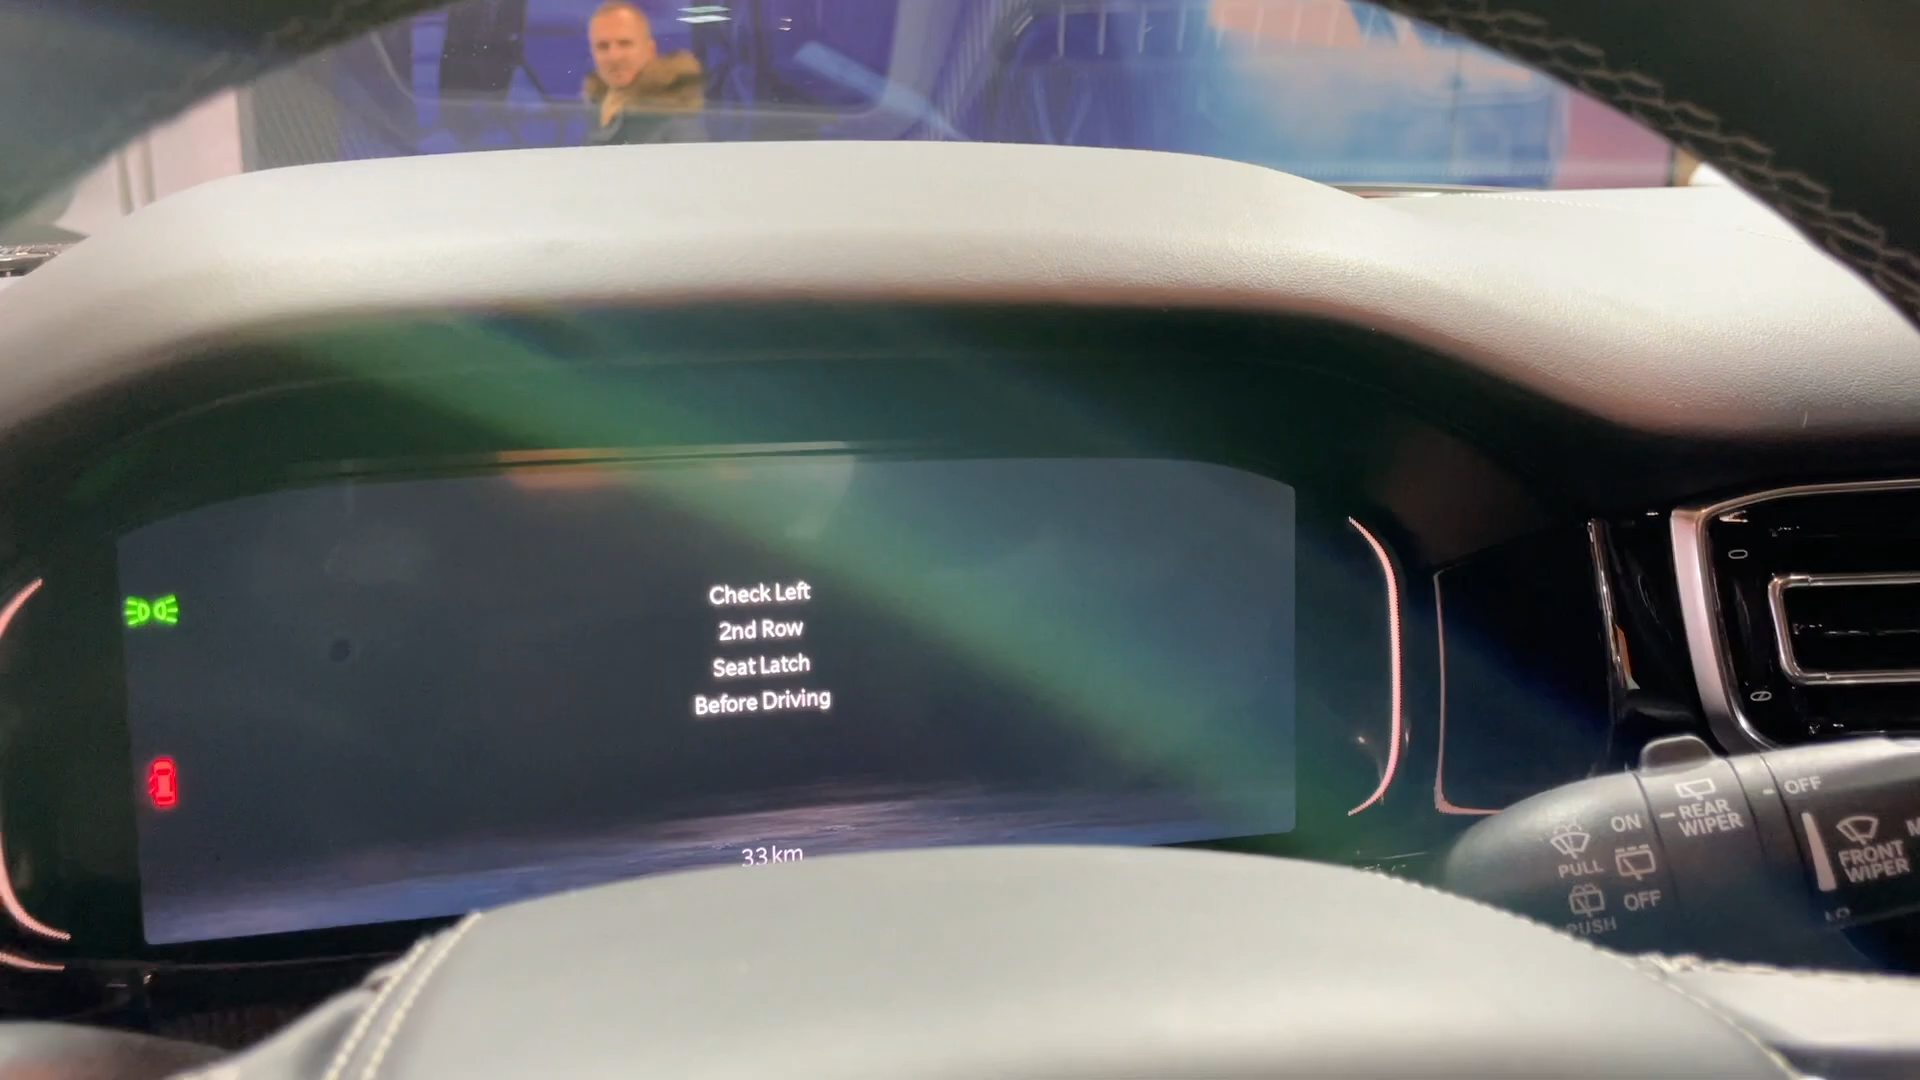 Check Left
2nd Row
Seat Latch
Before Driving
33 km
ON
REAR
WIPER
OFF
PULL
OFF
PUSH
FRONT
WIPER
LO